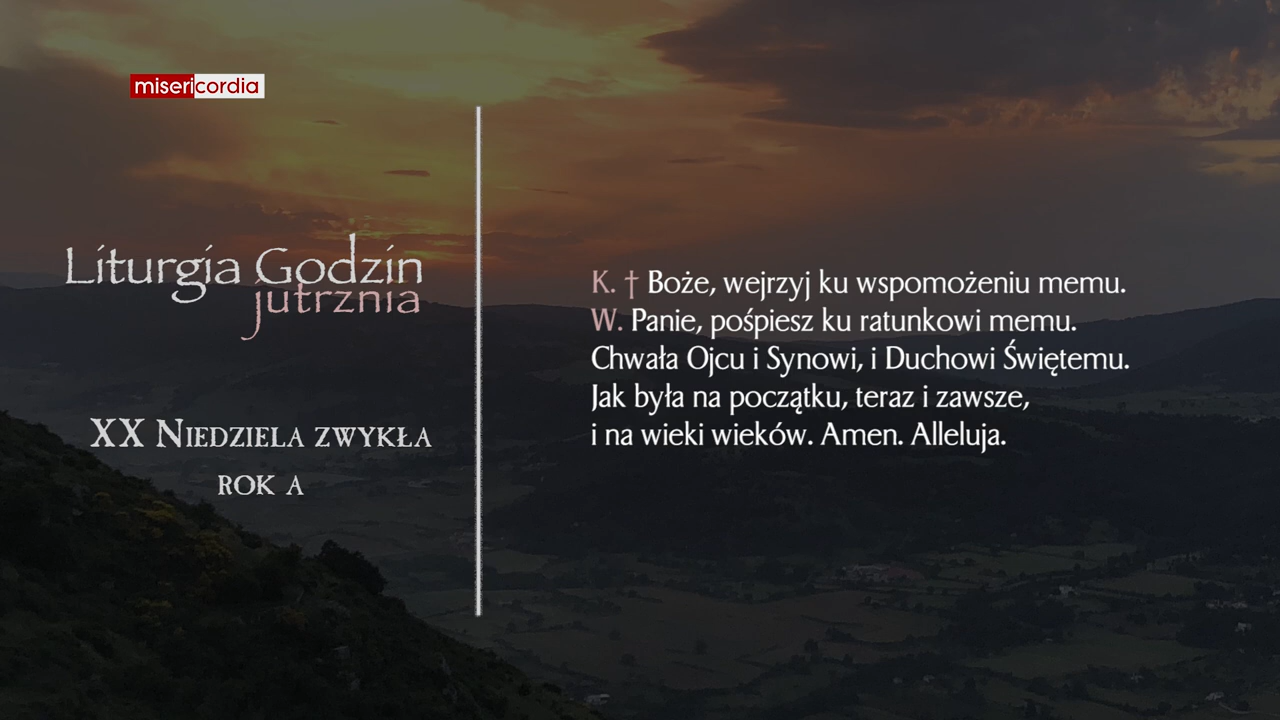 misericordia
Liturgia Godzin
jutrznia
XX Niedziela zwykła
rok A
K. † Boże, wejrzyj ku wspomożeniu memu.
W. Panie, pośpiesz ku ratunkowi memu.
Chwała Ojcu i Synowi, i Duchowi Świętemu.
Jak była na początku, teraz i zawsze,
i na wieki wieków. Amen. Alleluja.